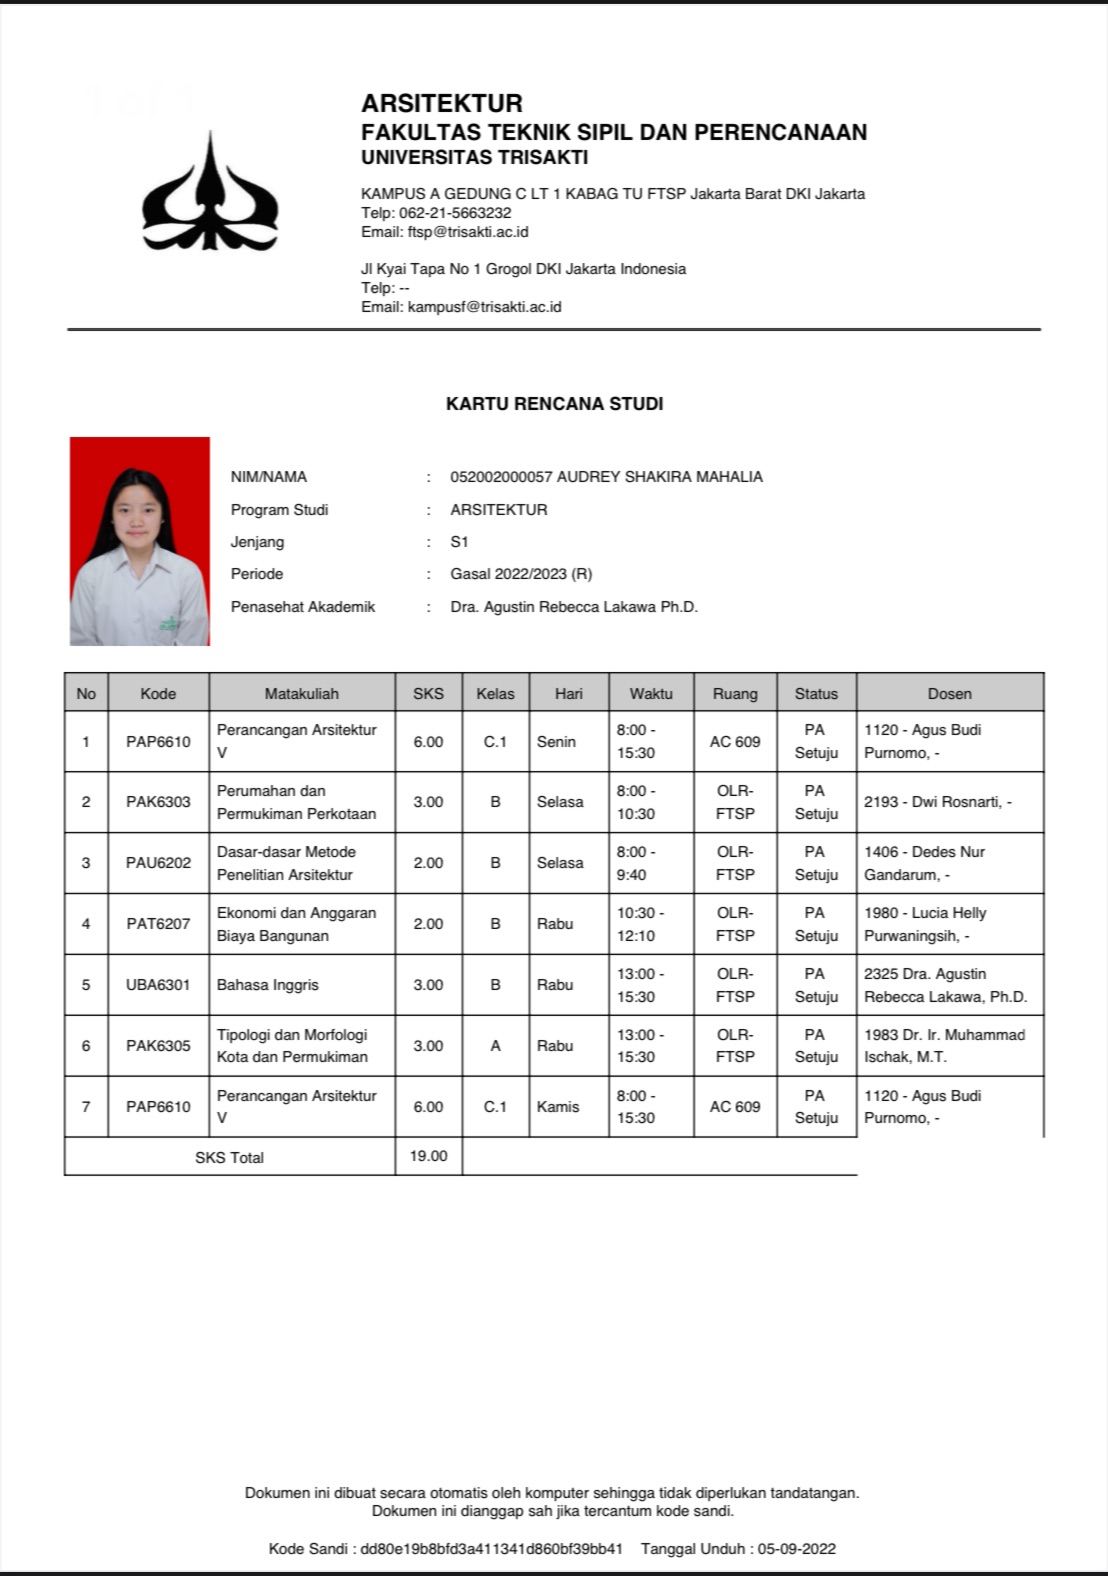 ARSITEKTUR
FAKULTAS TEKNIK SIPIL DAN PERENCANAAN
UNIVERSITAS TRISAKTI
KAMPUS A GEDUNG C LT 1 KABAG TU FTSP Jakarta Barat DKI Jakarta
Telp: 062-21-5663232
Email: ftsp@trisakti.ac.id
Jl Kyai Tapa No 1 Grogol DKI Jakarta Indonesia
Telp: --
Email: kampusf@trisakti.ac.id
KARTU RENCANA STUDI
NIM/NAMA : 052002000057 AUDREY SHAKIRA MAHALIA
Program Studi : ARSITEKTUR
Jenjang : S1
Periode : Gasal 2022/2023 (R)
Penasehat Akademik : Dra. Agustin Rebecca Lakawa Ph.D.
No Kode Matakuliah SKS Kelas Hari Waktu Ruang Status Dosen
1 PAP6610 Perancangan Arsitektur V 6.00 C.1 Senin 8:00 - 15:30 AC 609 PA Setuju 1120 - Agus Budi Purnomo, -
2 PAK6303 Perumahan dan Permukiman Perkotaan 3.00 B Selasa 8:00 - 10:30 OLR-FTSP PA Setuju 2193 - Dwi Rosnarti, -
3 PAU6202 Dasar-dasar Metode Penelitian Arsitektur 2.00 B Selasa 8:00 - 9:40 OLR-FTSP PA Setuju 1406 - Dedes Nur Gandarum, -
4 PAT6207 Ekonomi dan Anggaran Biaya Bangunan 2.00 B Rabu 10:30 - 12:10 OLR-FTSP PA Setuju 1980 - Lucia Helly Purwaningsih, -
5 UBA6301 Bahasa Inggris 3.00 B Rabu 13:00 - 15:30 OLR-FTSP PA Setuju 2325 Dra. Agustin Rebecca Lakawa, Ph.D.
6 PAK6305 Tipologi dan Morfologi Kota dan Permukiman 3.00 A Rabu 13:00 - 15:30 OLR-FTSP PA Setuju 1983 Dr. Ir. Muhammad Ischak, M.T.
7 PAP6610 Perancangan Arsitektur V 6.00 C.1 Kamis 8:00 - 15:30 AC 609 PA Setuju 1120 - Agus Budi Purnomo, -
SKS Total 19.00
Dokumen ini dibuat secara otomatis oleh komputer sehingga tidak diperlukan tandatangan.
Dokumen ini dianggap sah jika tercantum kode sandi.
Kode Sandi : dd80e19b8bfd3a411341d860bf39bb41 Tanggal Unduh : 05-09-2022